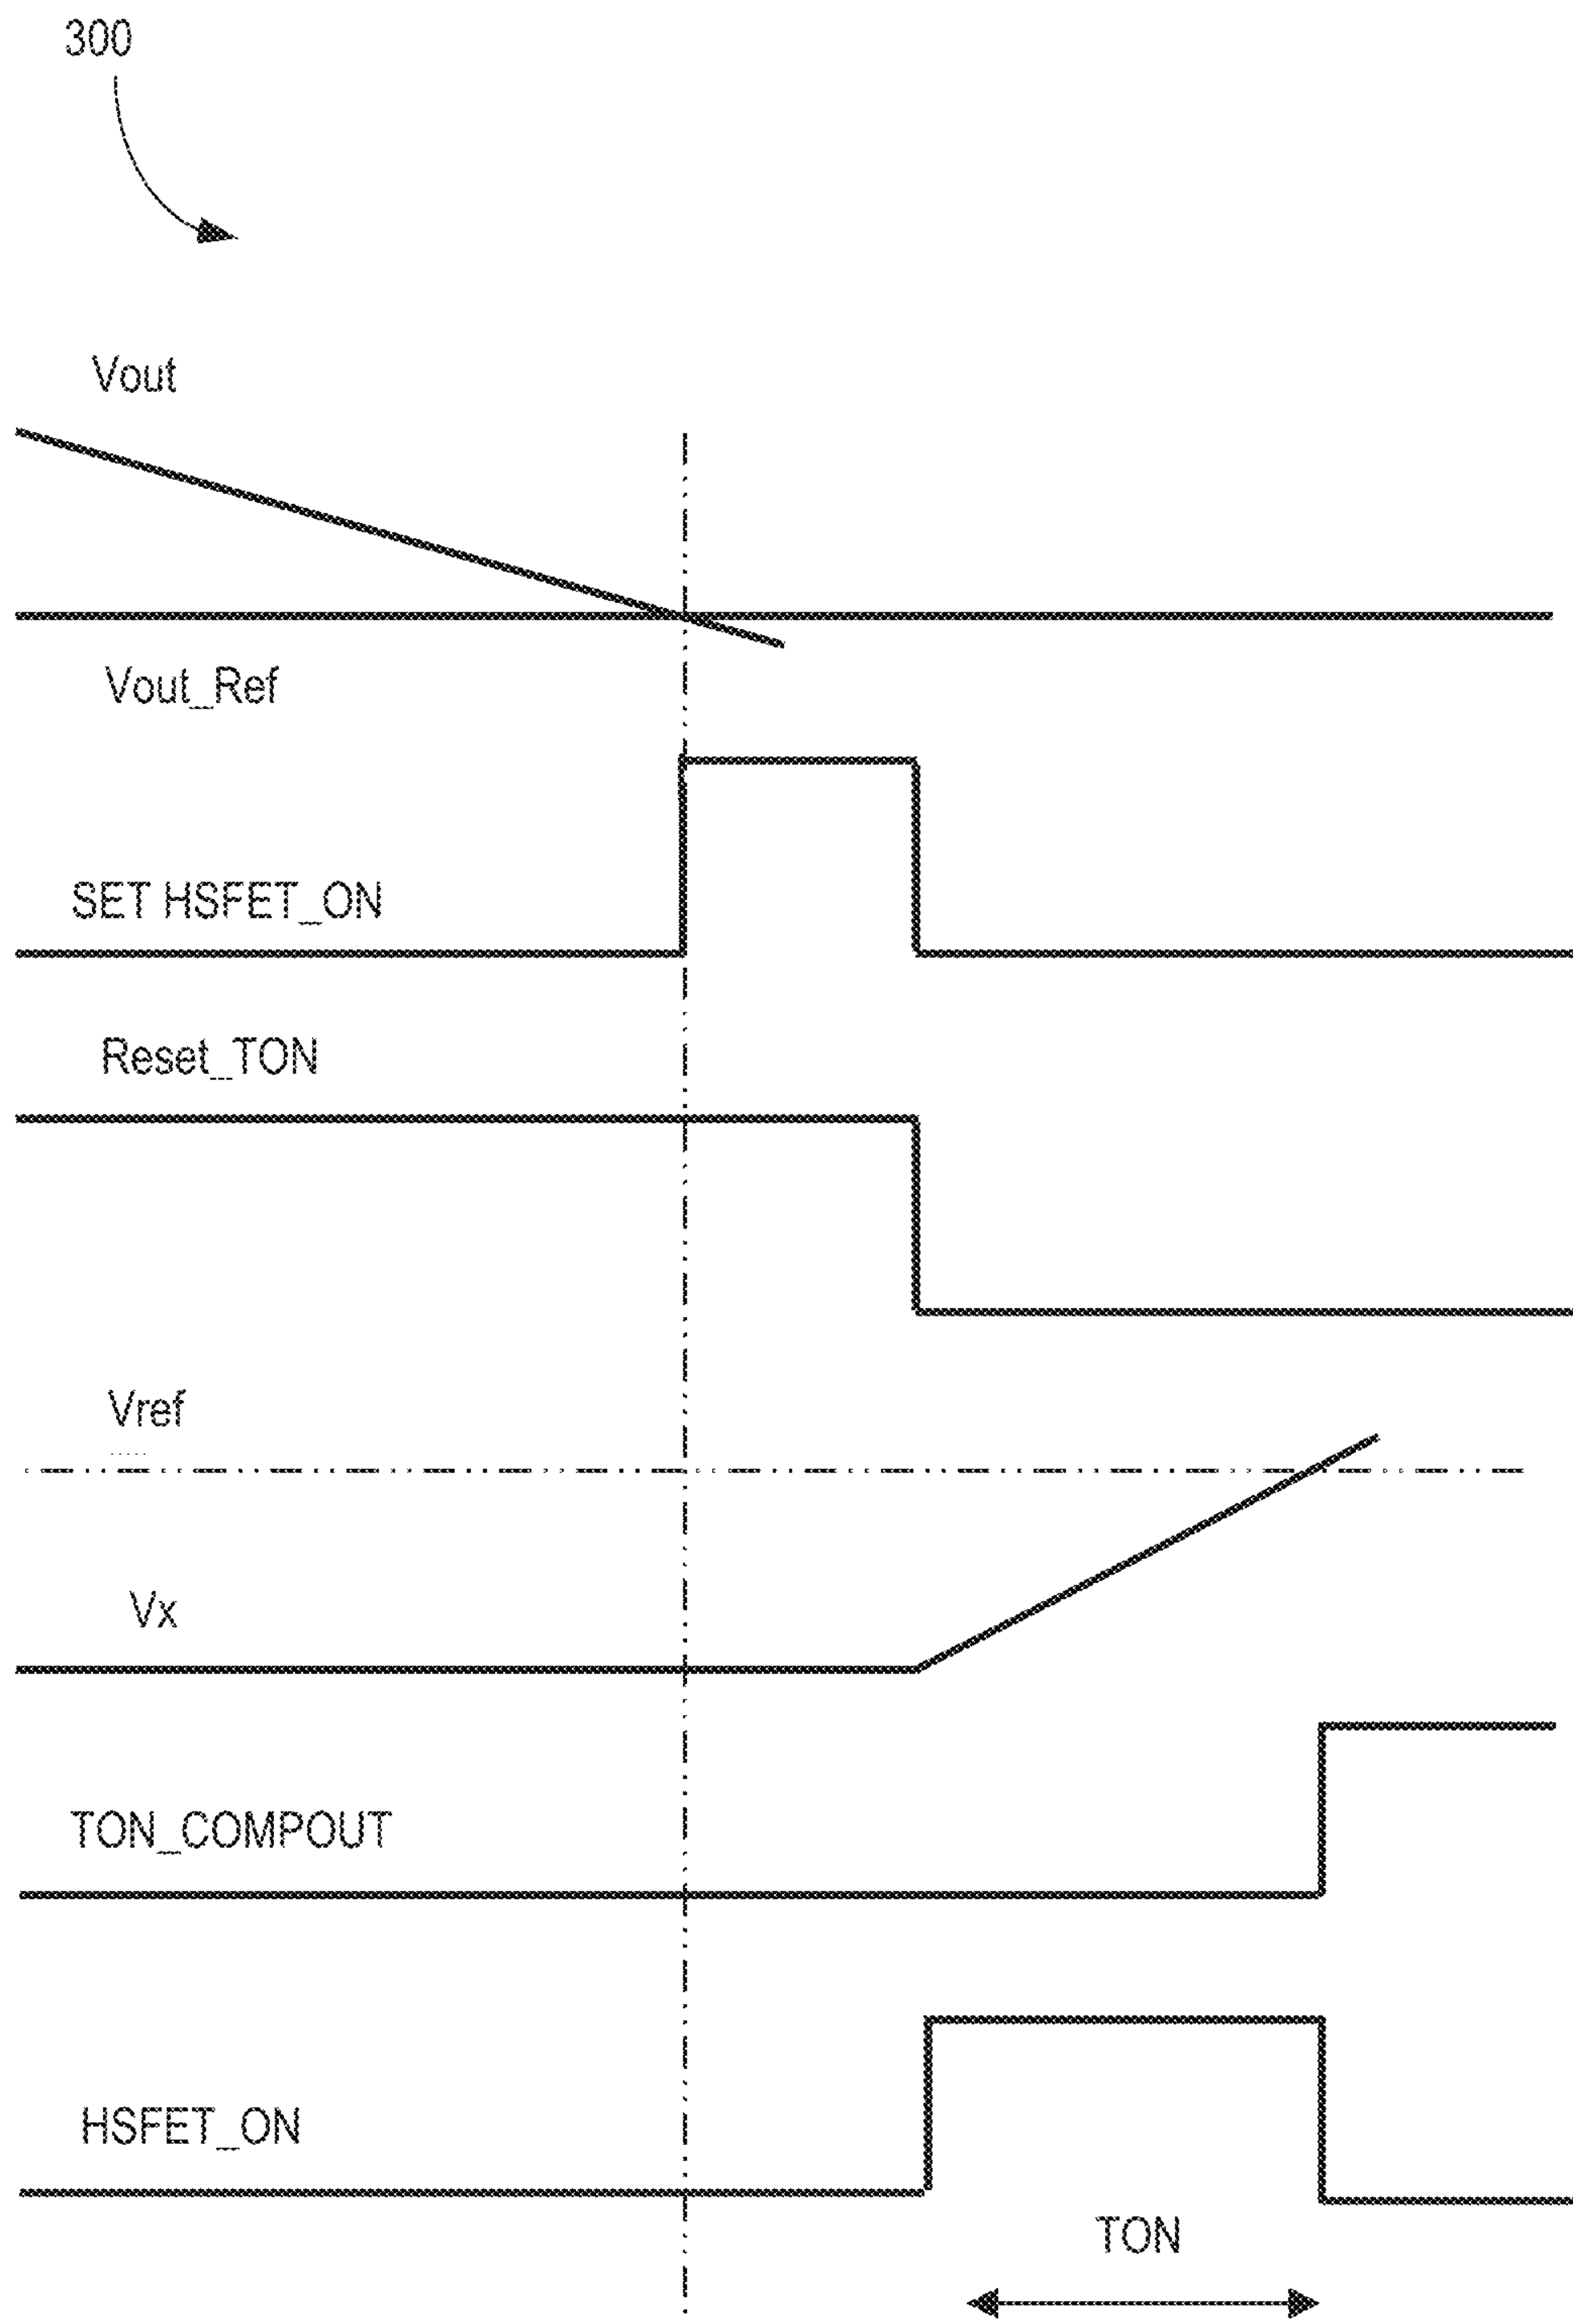 300
Vout
Vout_Ref
SET HSFET_ON
Reset_TON
Vref
Vx
TON_COMPOUT
HSFET_ON
TON